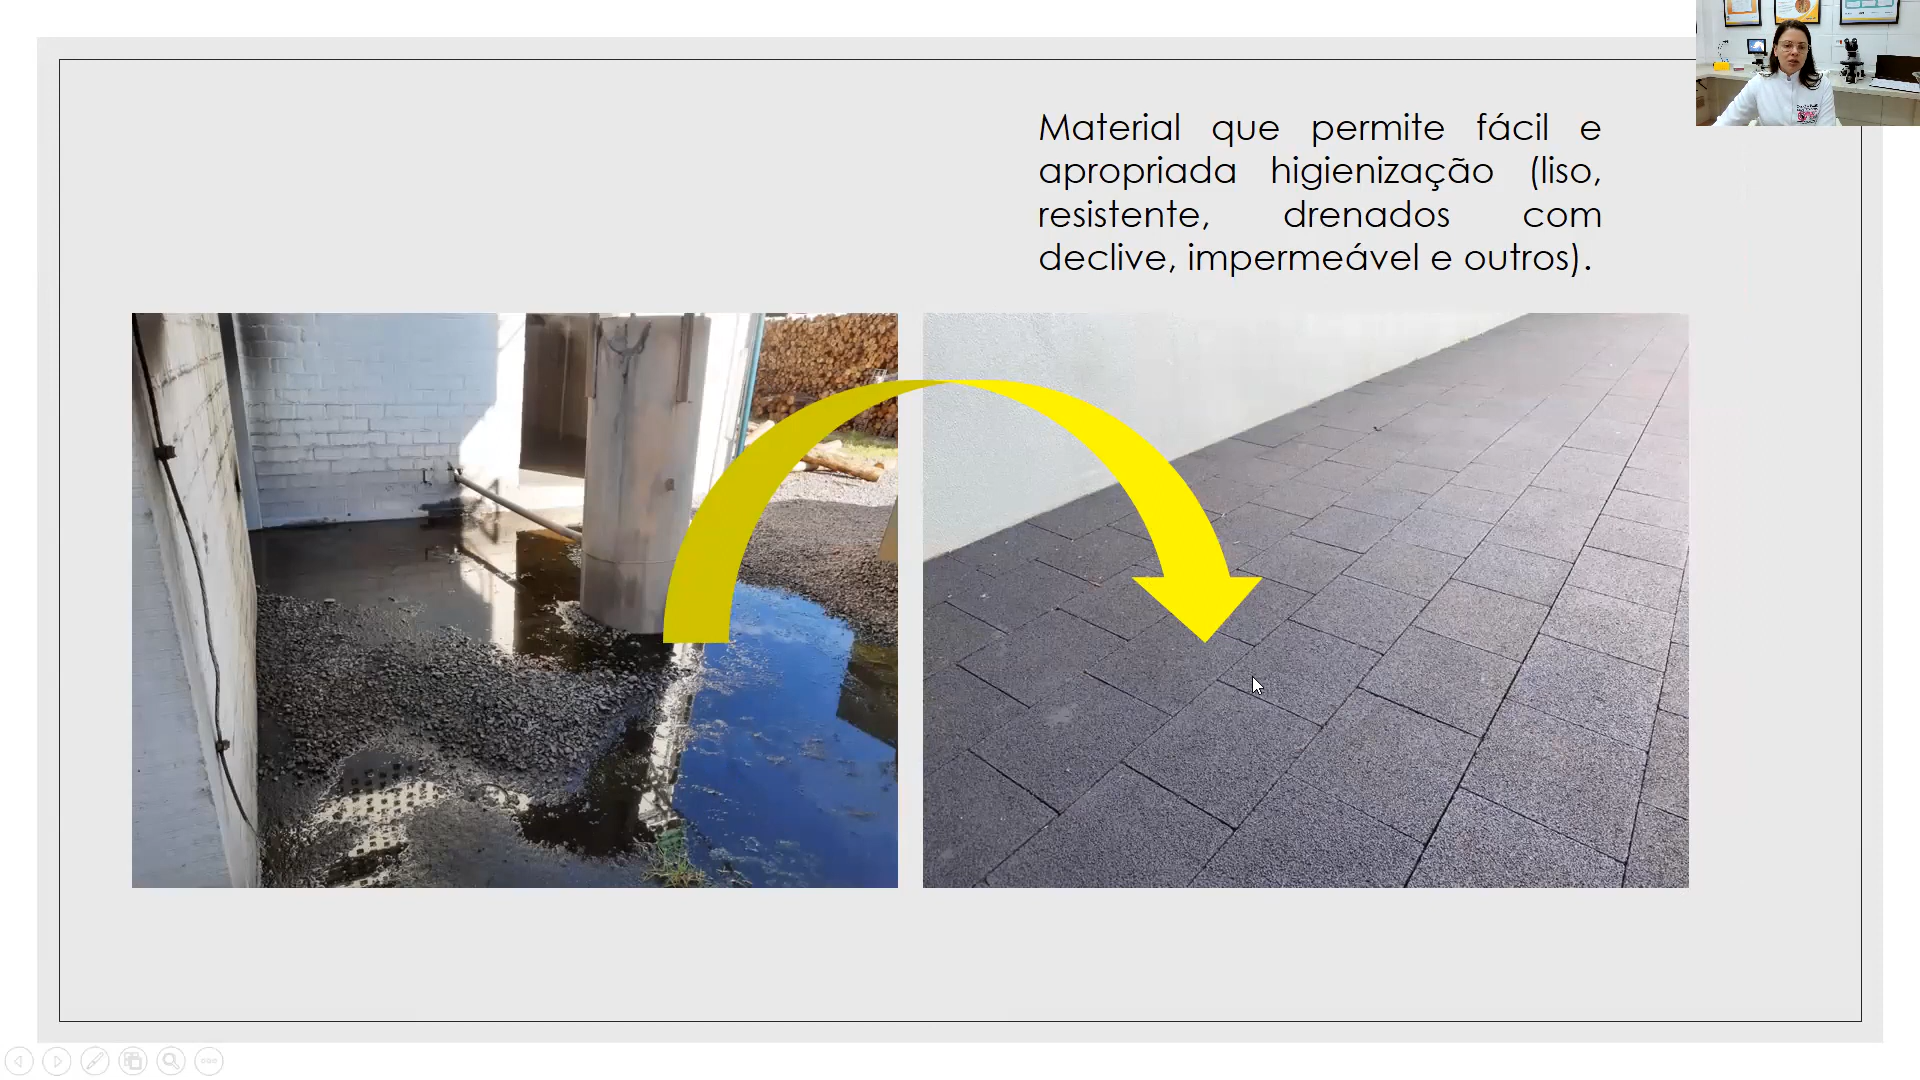 Material que permite fácil e
apropriada higienização (liso,
resistente, drenados com
declive, impermeável e outros).